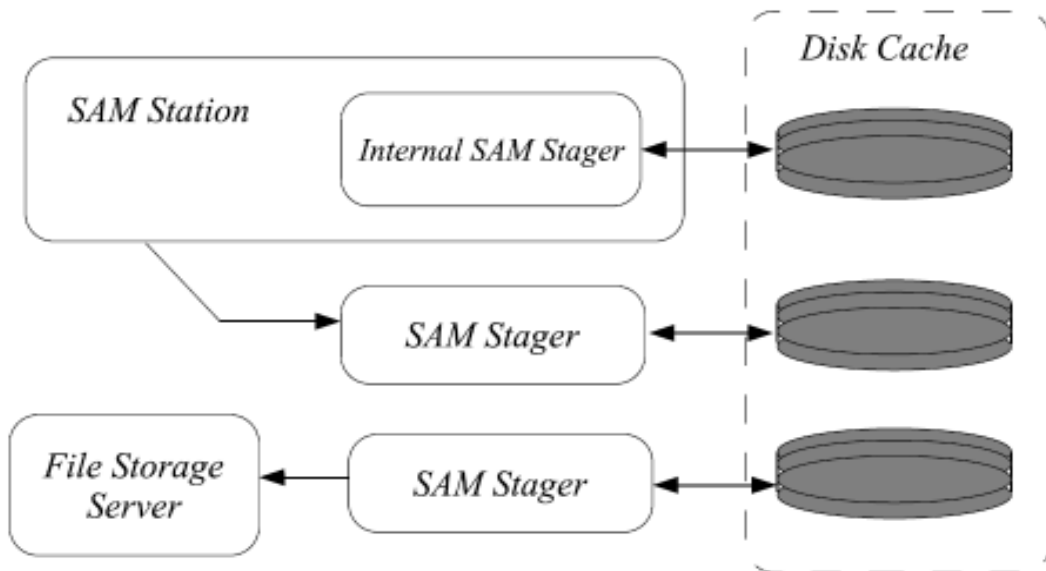 Disk Cache
SAM Station
Internal SAM Stager
SAM Stager
File Storage
Server
SAM Stager